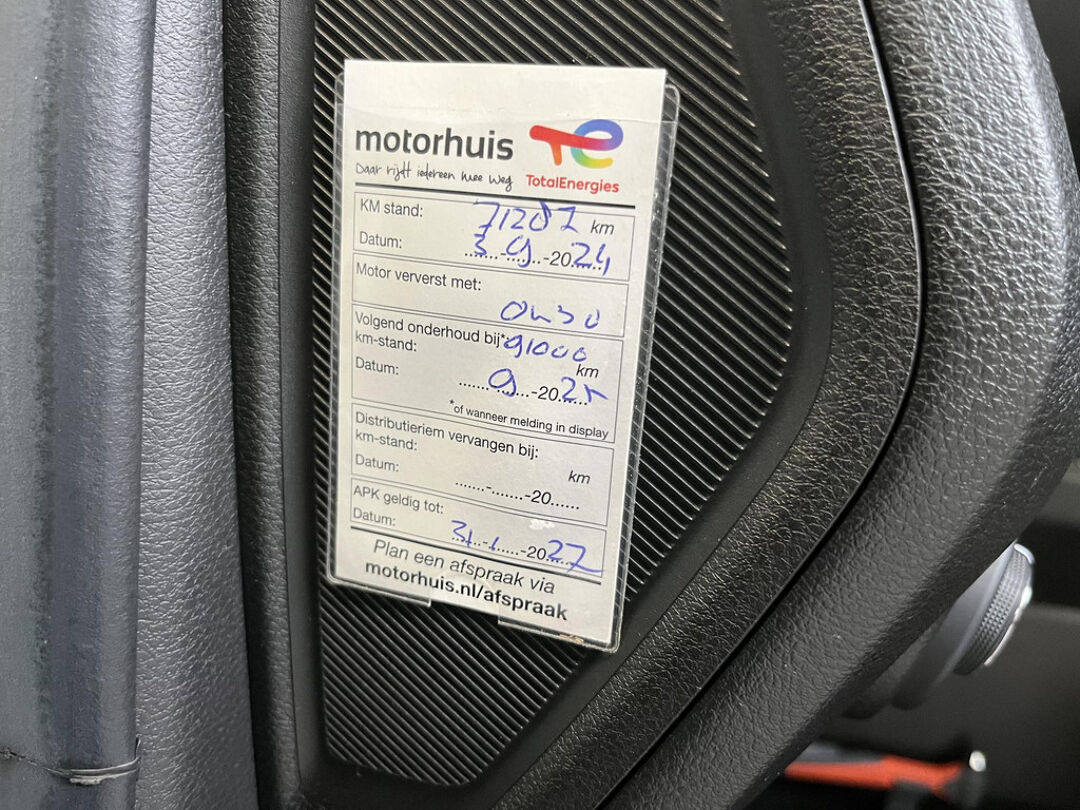 motorhuis
Daar rijdt iedereen mee weg
TotalEnergies
KM stand: 71287 km
Datum: 3-9-2024
Motor ververst met:
0w30
Volgend onderhoud bij* 91000
km-stand: km
Datum: .......9....-2025
*of wanneer melding in display
Distributieriem vervangen bij:
km-stand: km
Datum: .......-.......-20......
APK geldig tot:
Datum: 31-1-2027
Plan een afspraak via
motorhuis.nl/afspraak